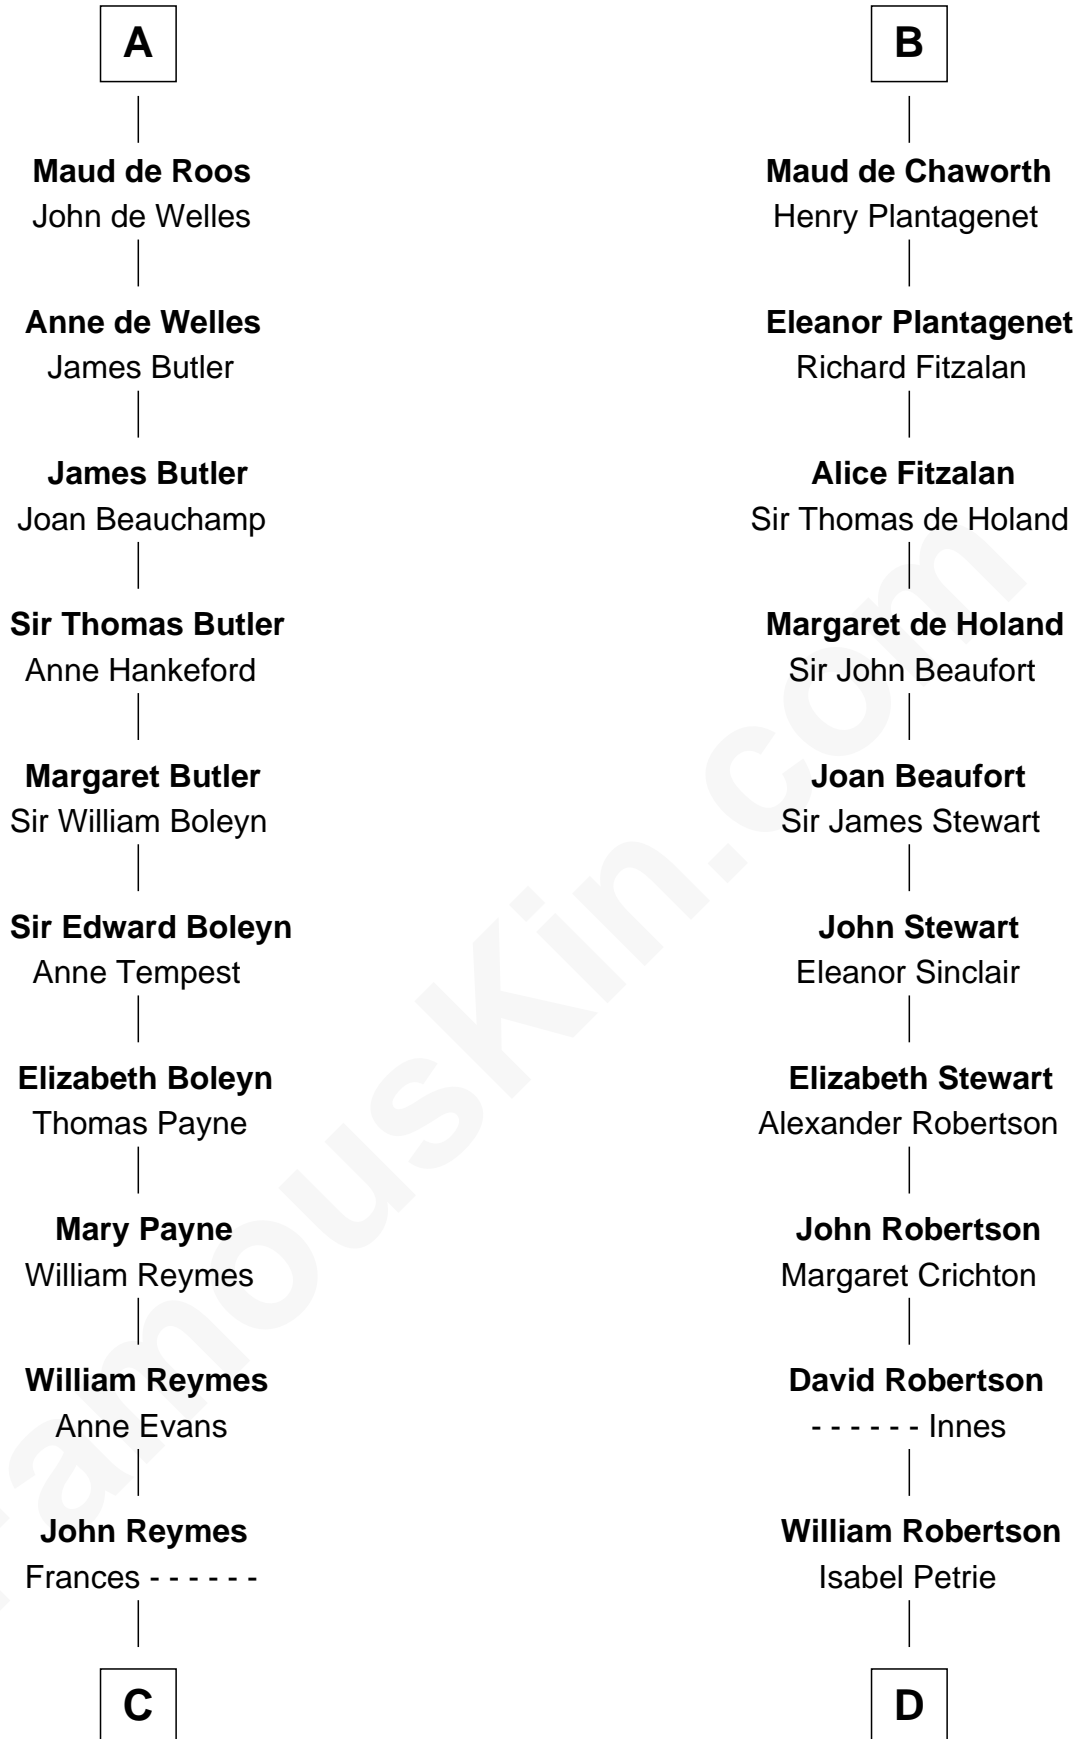 A
Maud de Roos
John de Welles
Anne de Welles
James Butler
James Butler
Joan Beauchamp
Sir Thomas Butler
Anne Hankeford
Margaret Butler
Sir William Boleyn
Sir Edward Boleyn
Anne Tempest
Elizabeth Boleyn
Thomas Payne
Mary Payne
William Reymes
William Reymes
Anne Evans
John Reymes
Frances - - - - - -
C
B
Maud de Chaworth
Henry Plantagenet
Eleanor Plantagenet
Richard Fitzalan
Alice Fitzalan
Sir Thomas de Holand
Margaret de Holand
Sir John Beaufort
Joan Beaufort
Sir James Stewart
John Stewart
Eleanor Sinclair
Elizabeth Stewart
Alexander Robertson
John Robertson
Margaret Crichton
David Robertson
- - - - - - Innes
William Robertson
Isabel Petrie
D
FamousKin.com